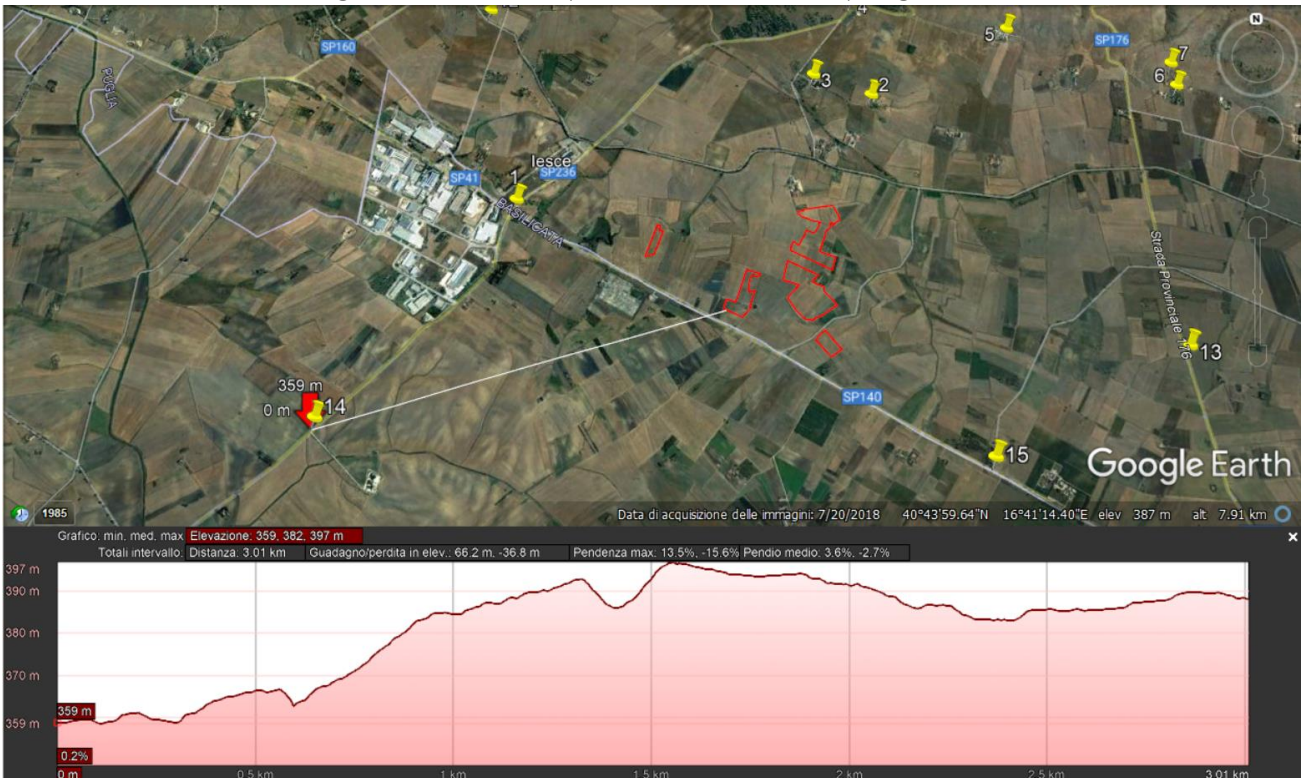 SP160
PUGLIA
SP41
Iesce
SP236
1
BASILICATA
3
2
4
5
SP176
7
6
N
Strada Provinciale 176
13
SP140
15
359 m
0 m
14
Google Earth
1985
Data di acquisizione delle immagini: 7/20/2018 40°43'59.64"N 16°41'14.40"E elev 387 m alt 7.91 km
Grafico: min. med. max Elevazione: 359, 382, 397 m
Totali intervallo: Distanza: 3.01 km Guadagno/perdita in elev.: 66.2 m, -36.8 m Pendenza max: 13.5%, -15.6% Pendio medio: 3.6%, -2.7%
397 m
390 m
380 m
370 m
359 m
359 m
0.2%
0 m 0.5 km 1 km 1.5 km 2 km 2.5 km 3.01 km